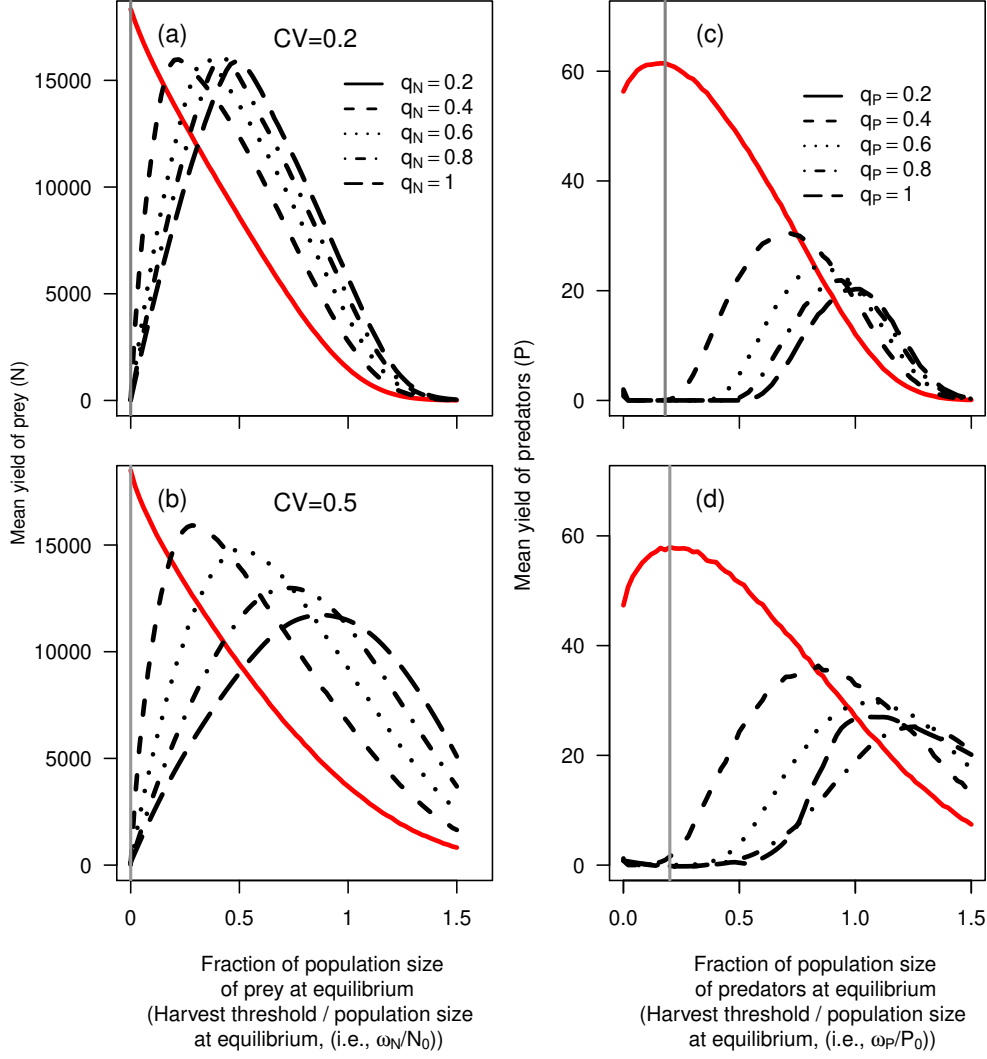 (a)
CV=0.2
q_N = 0.2
q_N = 0.4
q_N = 0.6
q_N = 0.8
q_N = 1
15000
10000
5000
0
(c)
q_P = 0.2
q_P = 0.4
q_P = 0.6
q_P = 0.8
q_P = 1
60
40
20
0
Mean yield of prey (N)
Mean yield of predators (P)
(b)
CV=0.5
15000
10000
5000
0
0 0.5 1 1.5
(d)
60
40
20
0
0.0 0.5 1.0 1.5
Fraction of population size
of prey at equilibrium
(Harvest threshold / population size
at equilibrium, (i.e., ω_N/N_0))
Fraction of population size
of predators at equilibrium
(Harvest threshold / population size
at equilibrium, (i.e., ω_P/P_0))